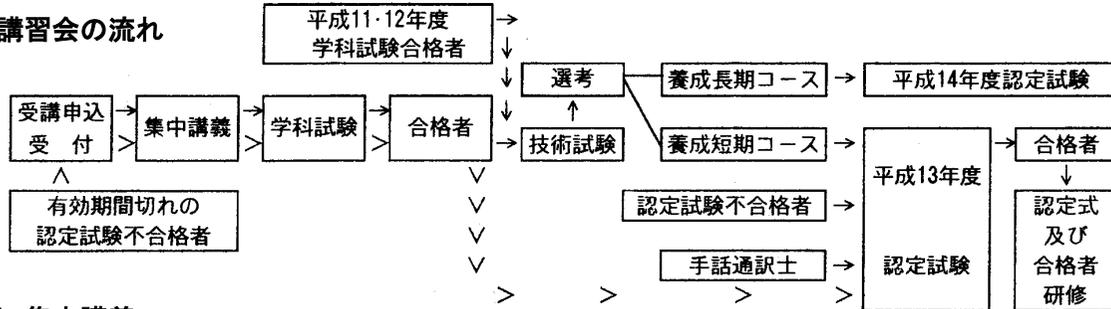 講習会の流れ
平成11・12年度
学科試験合格者
選考
養成長期コース
平成14年度認定試験
受講申込
受 付
集中講義
学科試験
合格者
技術試験
養成短期コース
平成13年度
認定試験
合格者
有効期間切れの
認定試験不合格者
認定試験不合格者
手話通訳士
認定式
及び
合格者
研修